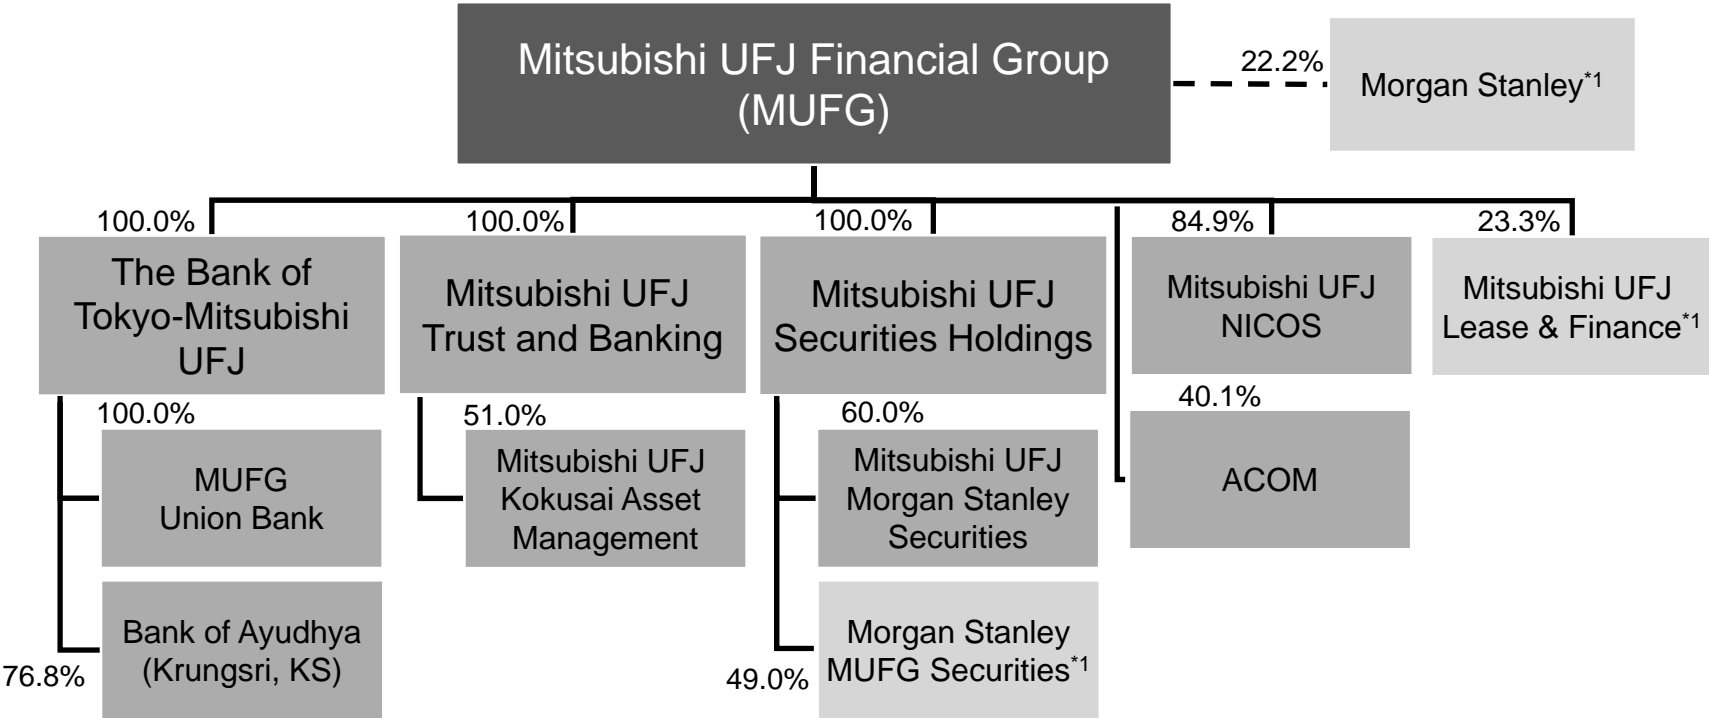 Mitsubishi UFJ Financial Group
(MUFG)
22.2%
Morgan Stanley*1
100.0%
100.0%
100.0%
84.9%
23.3%
The Bank of
Tokyo-Mitsubishi
UFJ
Mitsubishi UFJ
Trust and Banking
Mitsubishi UFJ
Securities Holdings
Mitsubishi UFJ
NICOS
Mitsubishi UFJ
Lease & Finance*1
100.0%
MUFG
Union Bank
51.0%
Mitsubishi UFJ
Kokusai Asset
Management
60.0%
Mitsubishi UFJ
Morgan Stanley
Securities
40.1%
ACOM
76.8%
Bank of Ayudhya
(Krungsri, KS)
49.0%
Morgan Stanley
MUFG Securities*1